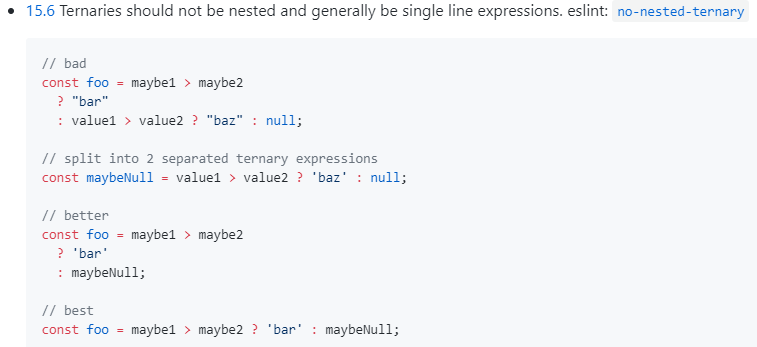 15.6 Ternaries should not be nested and generally be single line expressions. eslint: no-nested-ternary
// bad
const foo = maybe1 > maybe2
  ? "bar"
  : value1 > value2 ? "baz" : null;
// split into 2 separated ternary expressions
const maybeNull = value1 > value2 ? 'baz' : null;
// better
const foo = maybe1 > maybe2
  ? 'bar'
  : maybeNull;
// best
const foo = maybe1 > maybe2 ? 'bar' : maybeNull;